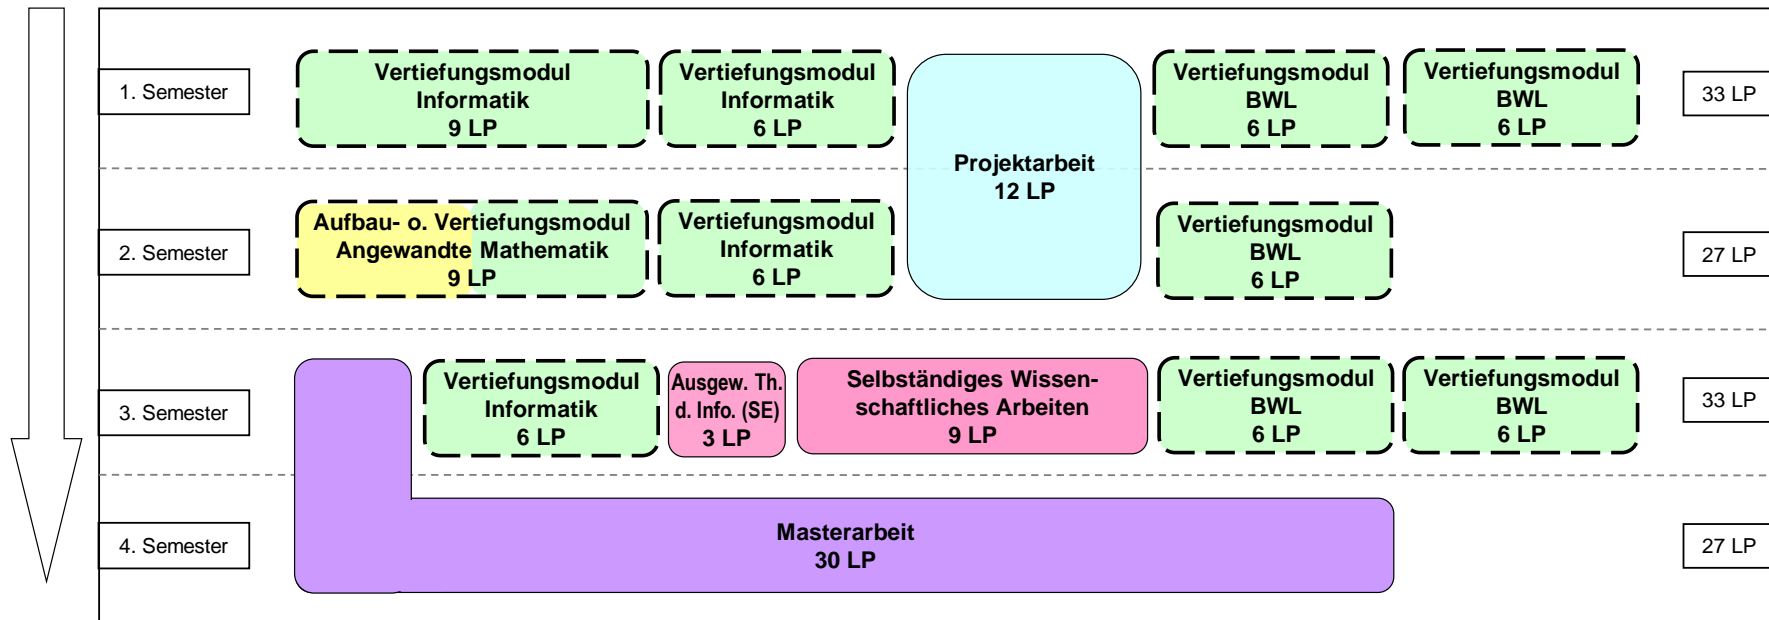 1. Semester
Vertiefungsmodul
Informatik
9 LP
Vertiefungsmodul
Informatik
6 LP
Projektarbeit
12 LP
Vertiefungsmodul
BWL
6 LP
Vertiefungsmodul
BWL
6 LP
33 LP
2. Semester
Aufbau- o. Vertiefungsmodul
Angewandte Mathematik
9 LP
Vertiefungsmodul
Informatik
6 LP
Vertiefungsmodul
BWL
6 LP
27 LP
3. Semester
Vertiefungsmodul
Informatik
6 LP
Ausgew. Th.
d. Info. (SE)
3 LP
Selbständiges Wissen-
schaftliches Arbeiten
9 LP
Vertiefungsmodul
BWL
6 LP
Vertiefungsmodul
BWL
6 LP
33 LP
4. Semester
Masterarbeit
30 LP
27 LP